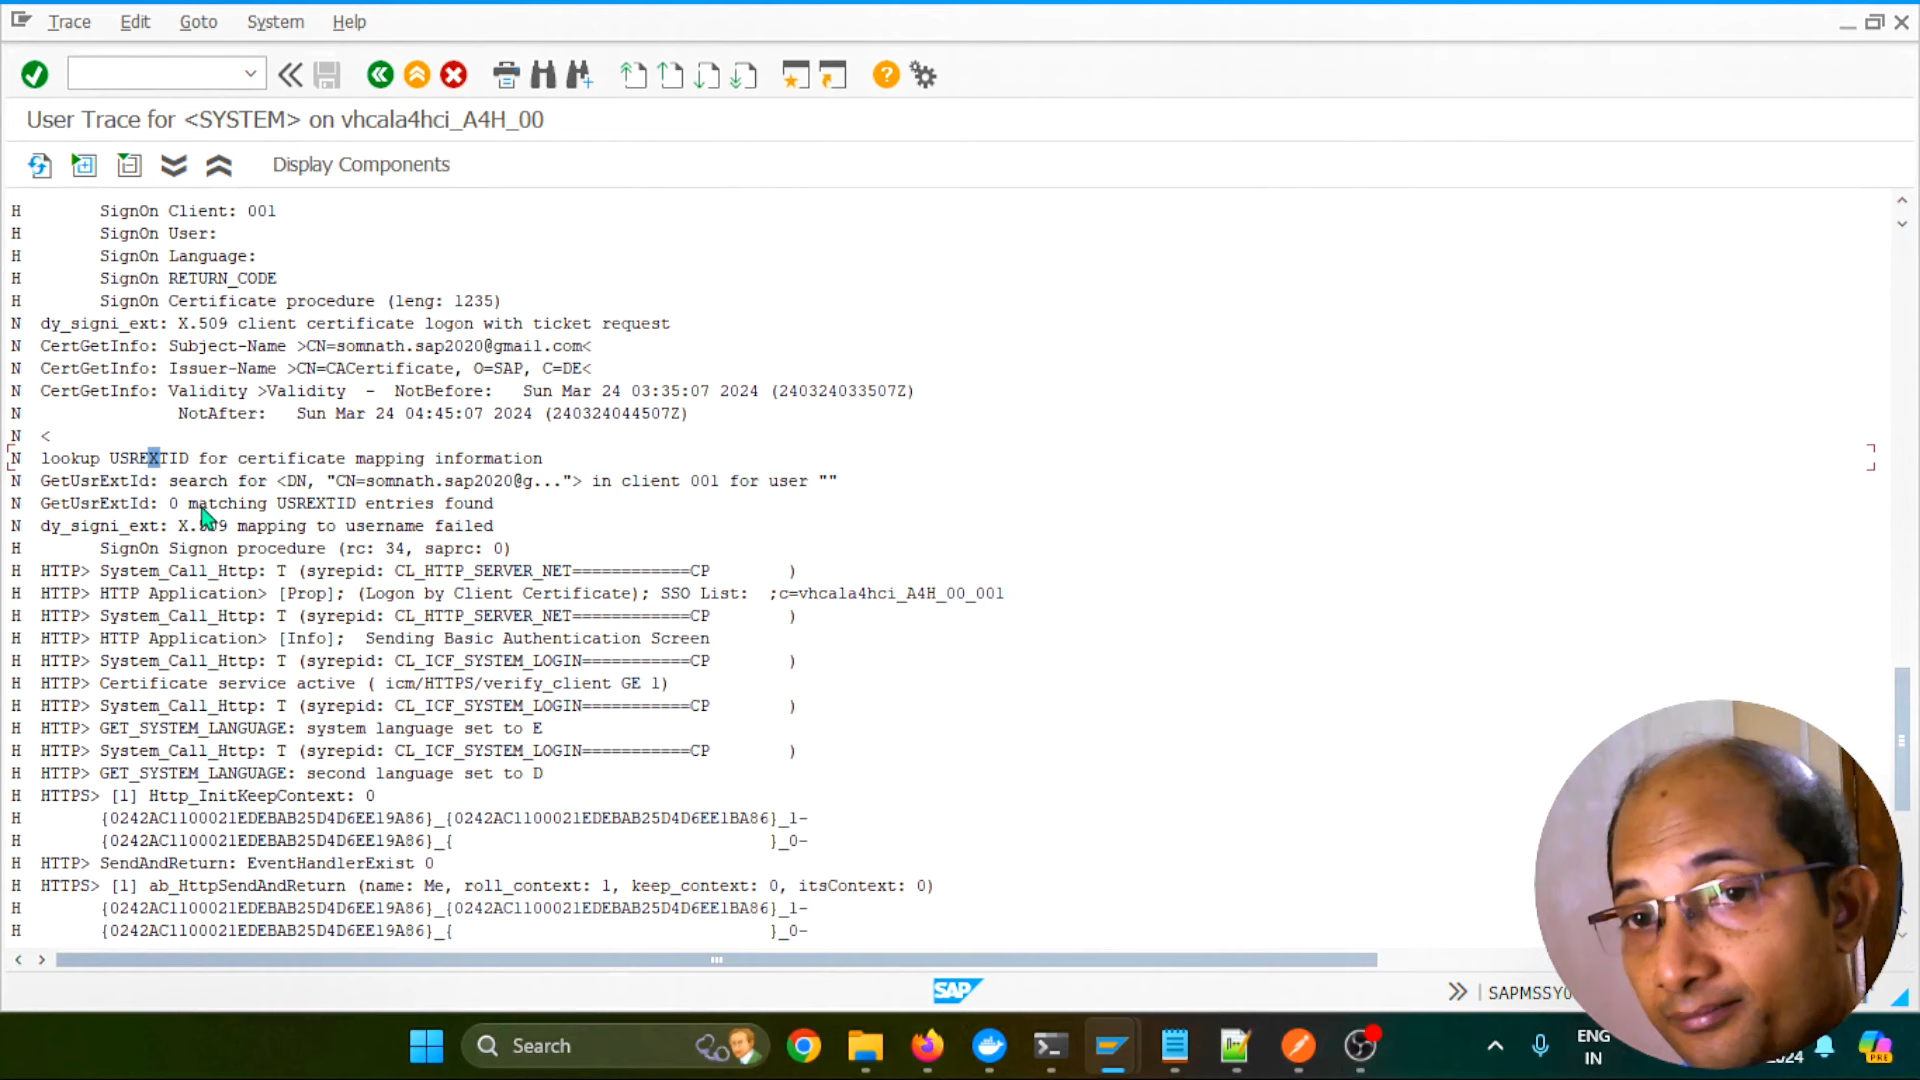 Trace Edit Goto System Help
User Trace for <SYSTEM> on vhcala4hci_A4H_00
Display Components
H SignOn Client: 001
H SignOn User:
H SignOn Language:
H SignOn RETURN_CODE
H SignOn Certificate procedure (leng: 1235)
N dy_signi_ext: X.509 client certificate logon with ticket request
N CertGetInfo: Subject-Name >CN=somnath.sap2020@gmail.com<
N CertGetInfo: Issuer-Name >CN=CACertificate, O=SAP, C=DE<
N CertGetInfo: Validity >Validity - NotBefore: Sun Mar 24 03:35:07 2024 (240324033507Z)
N NotAfter: Sun Mar 24 04:45:07 2024 (240324044507Z)
N <
N lookup USREXTID for certificate mapping information
N GetUsrExtId: search for <DN, "CN=somnath.sap2020@g..."> in client 001 for user ""
N GetUsrExtId: 0 matching USREXTID entries found
N dy_signi_ext: X.509 mapping to username failed
H SignOn Signon procedure (rc: 34, saprc: 0)
H HTTP> System_Call_Http: T (syrepid: CL_HTTP_SERVER_NET============CP )
H HTTP> HTTP Application> [Prop]; (Logon by Client Certificate); SSO List: ;c=vhcala4hci_A4H_00_001
H HTTP> System_Call_Http: T (syrepid: CL_HTTP_SERVER_NET============CP )
H HTTP> HTTP Application> [Info]; Sending Basic Authentication Screen
H HTTP> System_Call_Http: T (syrepid: CL_ICF_SYSTEM_LOGIN===========CP )
H HTTP> Certificate service active ( icm/HTTPS/verify_client GE 1)
H HTTP> System_Call_Http: T (syrepid: CL_ICF_SYSTEM_LOGIN===========CP )
H HTTP> GET_SYSTEM_LANGUAGE: system language set to E
H HTTP> System_Call_Http: T (syrepid: CL_ICF_SYSTEM_LOGIN===========CP )
H HTTP> GET_SYSTEM_LANGUAGE: second language set to D
H HTTPS> [1] Http_InitKeepContext: 0
H {0242AC1100021EDEBAB25D4D6EE19A86}_{0242AC1100021EDEBAB25D4D6EE1BA86}_1-
H {0242AC1100021EDEBAB25D4D6EE19A86}_{ }_0-
H HTTP> SendAndReturn: EventHandlerExist 0
H HTTPS> [1] ab_HttpSendAndReturn (name: Me, roll_context: 1, keep_context: 0, itsContext: 0)
H {0242AC1100021EDEBAB25D4D6EE19A86}_{0242AC1100021EDEBAB25D4D6EE1BA86}_1-
H {0242AC1100021EDEBAB25D4D6EE19A86}_{ }_0-
SAP
Search
ENG
IN
PRE